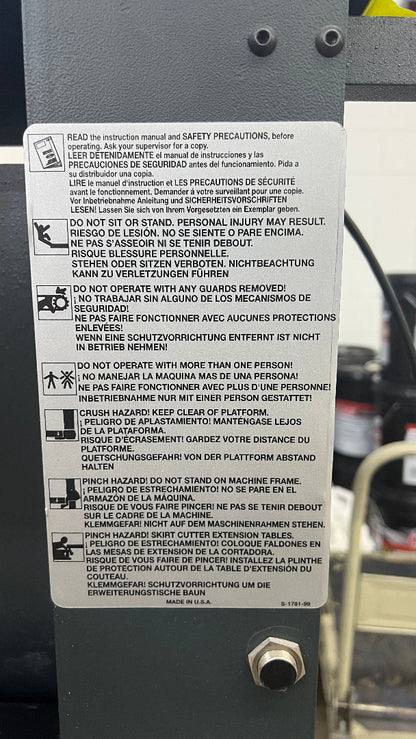 READ the instruction manual and SAFETY PRECAUTIONS, before
operating. Ask your supervisor for a copy.
LEER DETENIDAMENTE el manual de instrucciones y las
PRECAUCIONES DE SEGURIDAD antes del funcionamiento. Pida a
su distribuidor una copia.
LIRE le manuel d'instruction et LES PRECAUTIONS DE SÉCURITÉ
avant le fonctionnement. Demander á votre surveillant pour une copie.
Vor Inbetriebnahme Anleitung und SICHERHEITSVORSCHRIFTEN
LESEN! Lassen Sie sich von Ihrem Vorgesetzten ein Exemplar geben.
DO NOT SIT OR STAND. PERSONAL INJURY MAY RESULT.
RIESGO DE LESIÓN. NO SE SIENTE O PARE ENCIMA.
NE PAS S'ASSEOIR NI SE TENIR DEBOUT.
RISQUE BLESSURE PERSONNELLE.
STEHEN ODER SITZEN VERBOTEN. NICHTBEACHTUNG
KANN ZU VERLETZUNGEN FÜHREN
DO NOT OPERATE WITH ANY GUARDS REMOVED!
¡ NO TRABAJAR SIN ALGUNO DE LOS MECANISMOS DE
SEGURIDAD!
NE PAS FAIRE FONCTIONNER AVEC AUCUNES PROTECTIONS
ENLEVÉES!
WENN EINE SCHUTZVORRICHTUNG ENTFERNT IST NICHT
IN BETRIEB NEHMEN!
DO NOT OPERATE WITH MORE THAN ONE PERSON!
¡ NO MANEJAR LA MAQUINA MAS DE UNA PERSONA!
NE PAS FAIRE FONCTIONNER AVEC PLUS D'UNE PERSONNE!
INBETRIEBNAHME NUR MIT EINER PERSON GESTATTET!
CRUSH HAZARD! KEEP CLEAR OF PLATFORM.
¡ PELIGRO DE APLASTAMIENTO! MANTÉNGASE LEJOS
DE LA PLATAFORMA.
RISQUE D'ÉCRASEMENT! GARDEZ VOTRE DISTANCE DU
PLATFORME.
QUETSCHUNGSGEFAHR! VON DER PLATTFORM ABSTAND
HALTEN
PINCH HAZARD! DO NOT STAND ON MACHINE FRAME.
¡ PELIGRO DE ESTRECHAMIENTO! NO SE PARE EN EL
ARMAZÓN DE LA MÁQUINA.
RISQUE DE VOUS FAIRE PINCER! NE PAS SE TENIR DEBOUT
SUR LE CADRE DE LA MACHINE.
KLEMMGEFAR! NICHT AUF DEM MASCHINENRAHMEN STEHEN.
PINCH HAZARD! SKIRT CUTTER EXTENSION TABLES.
¡ PELIGRO DE ESTRECHAMIENTO! COLOQUE FALDONES EN
LAS MESAS DE EXTENSION DE LA CORTADORA.
RISQUE DE VOUS FAIRE PINCER! INSTALLEZ LA PLINTHE
DE PROTECTION AUTOUR DE LA TABLE D'EXTENSION DU
COUTEAU.
KLEMMGEFAR! SCHUTZVORRICHTUNG UM DIE
ERWEITERUNGSTISCHE BAUN
MADE IN U.S.A. S-1781-99